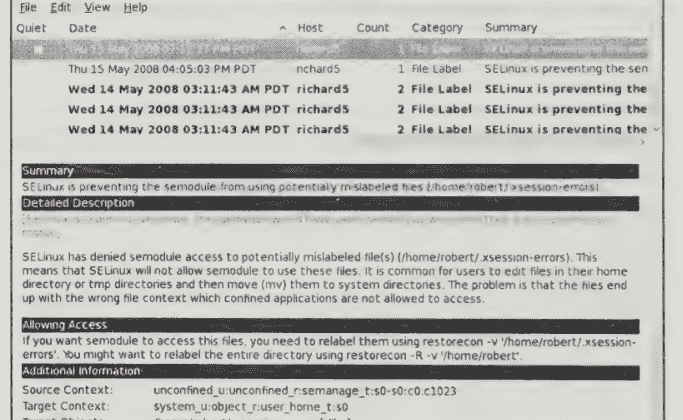 File Edit View Help
Quiet Date Host Count Category Summary
Thu 15 May 2008 04:05:03 PM PDT richard5 1 File Label SELinux is preventing the sen
Wed 14 May 2008 03:11:43 AM PDT richard5 2 File Label SELinux is preventing the
Wed 14 May 2008 03:11:43 AM PDT richard5 2 File Label SELinux is preventing the
Wed 14 May 2008 03:11:43 AM PDT richard5 2 File Label SELinux is preventing the
Summary
SELinux is preventing the semodule from using potentially mislabeled files (/home/robert/.xsession-errors)
Detailed Description
SELinux has denied semodule access to potentially mislabeled file(s) (/home/robert/.xsession-errors). This
means that SELinux will not allow semodule to use these files. It is common for users to edit files in their home
directory or tmp directories and then move (mv) them to system directories. The problem is that the files end
up with the wrong file context which confined applications are not allowed to access.
Allowing Access
If you want semodule to access this files, you need to relabel them using restorecon -v '/home/robert/.xsession-
errors'. You might want to relabel the entire directory using restorecon -R -v '/home/robert'.
Additional Information
Source Context: unconfined_u:unconfined_r:semanage_t:s0-s0:c0.c1023
Target Context: system_u:object_r:user_home_t:s0